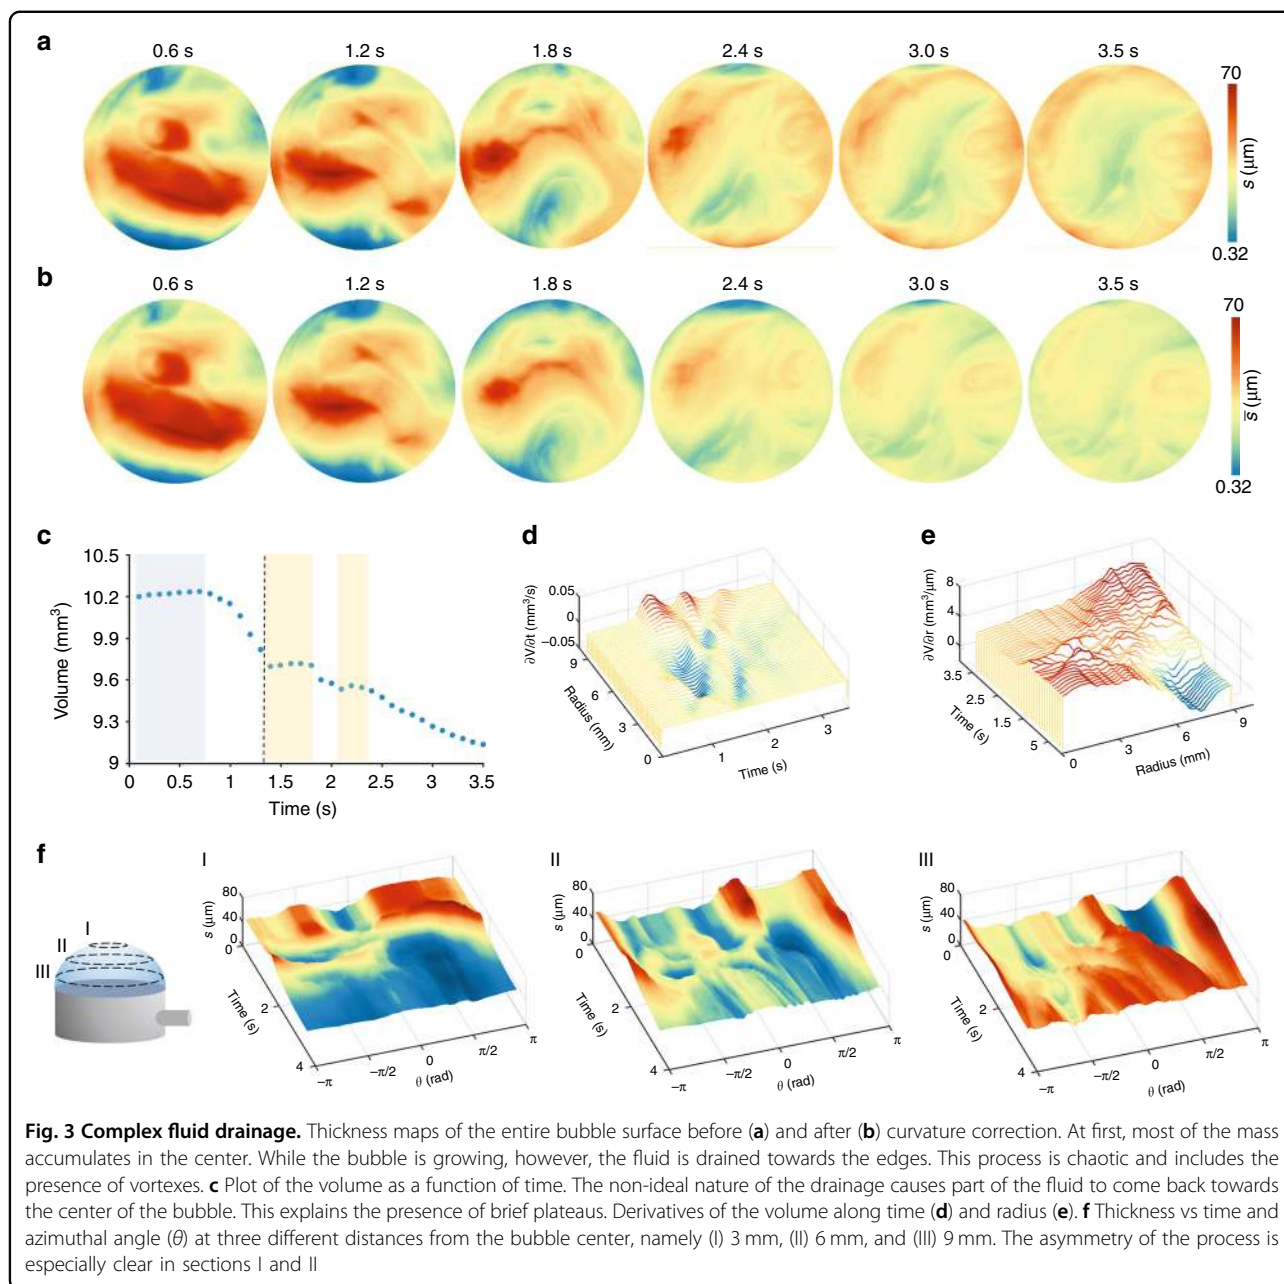 a
0.6 s 1.2 s 1.8 s 2.4 s 3.0 s 3.5 s
70
s (μm)
0.32
b
0.6 s 1.2 s 1.8 s 2.4 s 3.0 s 3.5 s
70
s̅ (μm)
0.32
c
10.5
10.2
9.9
9.6
9.3
9
Volume (mm³)
0 0.5 1 1.5 2 2.5 3 3.5
Time (s)
d
0.05
0
−0.05
∂V/∂t (mm³/s)
9
6
3
0
Radius (mm)
1 2 3
Time (s)
e
8
4
0
∂V/∂r (mm³/μm)
3.5
2.5
1.5
5
Time (s)
0 3 6 9
Radius (mm)
f
I
II
III
I
80
40
0
s (μm)
0
2
4
Time (s)
−π −π/2 0 π/2 π
θ (rad)
II
80
40
0
s (μm)
0
2
4
Time (s)
−π −π/2 0 π/2 π
θ (rad)
III
80
40
0
s (μm)
0
2
4
Time (s)
−π −π/2 0 π/2 π
θ (rad)
Fig. 3 Complex fluid drainage. Thickness maps of the entire bubble surface before (a) and after (b) curvature correction. At first, most of the mass
accumulates in the center. While the bubble is growing, however, the fluid is drained towards the edges. This process is chaotic and includes the
presence of vortexes. c Plot of the volume as a function of time. The non-ideal nature of the drainage causes part of the fluid to come back towards
the center of the bubble. This explains the presence of brief plateaus. Derivatives of the volume along time (d) and radius (e). f Thickness vs time and
azimuthal angle (θ) at three different distances from the bubble center, namely (I) 3 mm, (II) 6 mm, and (III) 9 mm. The asymmetry of the process is
especially clear in sections I and II